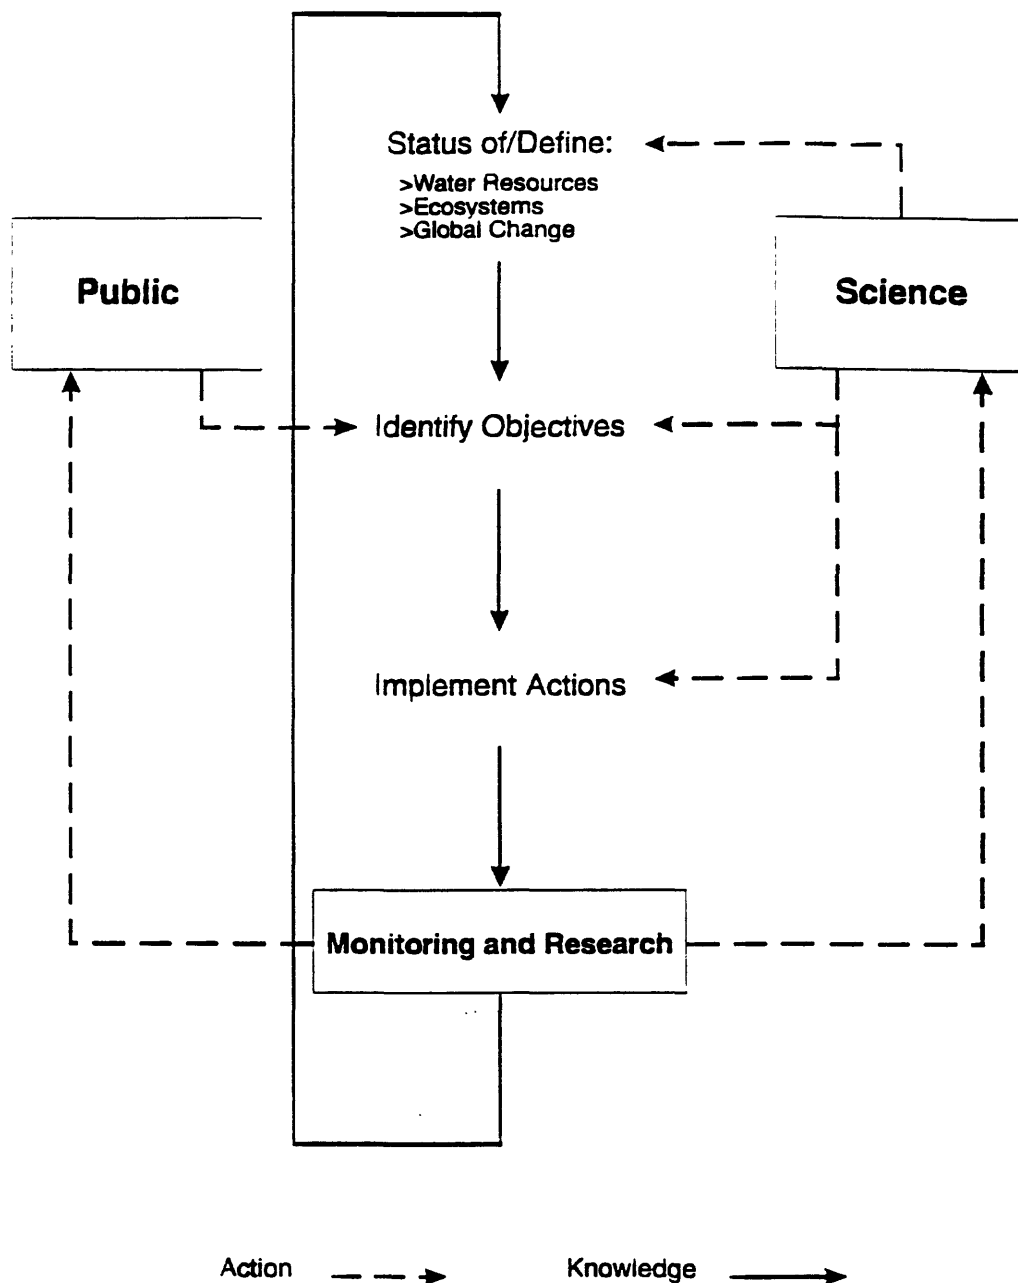 Status of/Define:
>Water Resources
>Ecosystems
>Global Change
Public
Science
Identify Objectives
Implement Actions
Monitoring and Research
Action
Knowledge